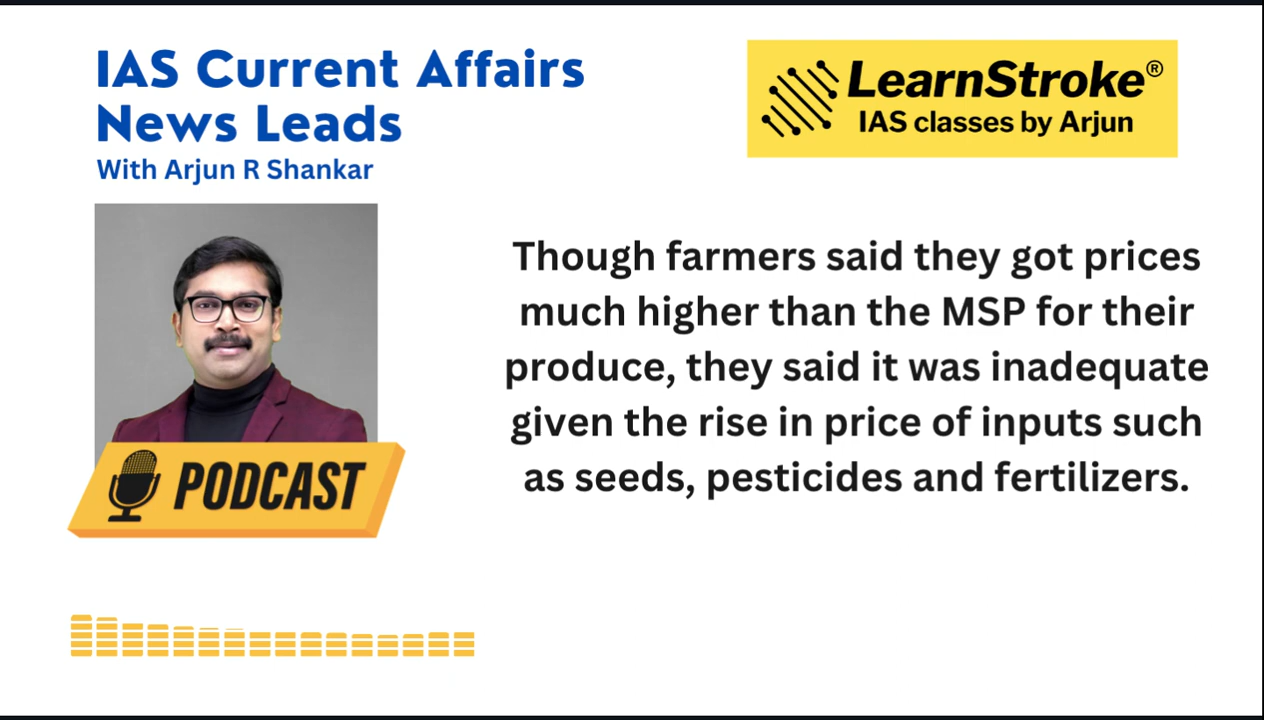 IAS Current Affairs
News Leads
With Arjun R Shankar
LearnStroke®
IAS classes by Arjun
Though farmers said they got prices
much higher than the MSP for their
produce, they said it was inadequate
given the rise in price of inputs such
as seeds, pesticides and fertilizers.
PODCAST